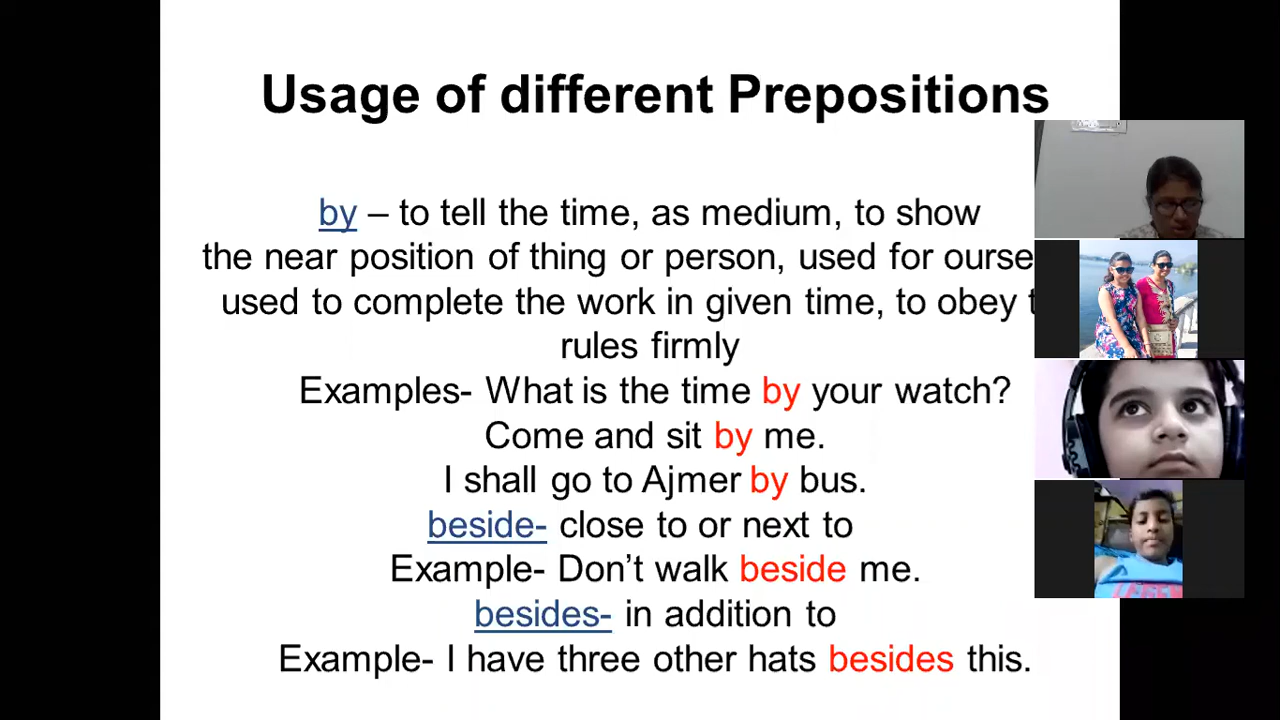 Usage of different Prepositions
by – to tell the time, as medium, to show
the near position of thing or person, used for
used to complete the work in given time, to obey
rules firmly
Examples- What is the time by your watch?
Come and sit by me.
I shall go to Ajmer by bus.
beside- close to or next to
Example- Don’t walk beside me.
besides- in addition to
Example- I have three other hats besides this.